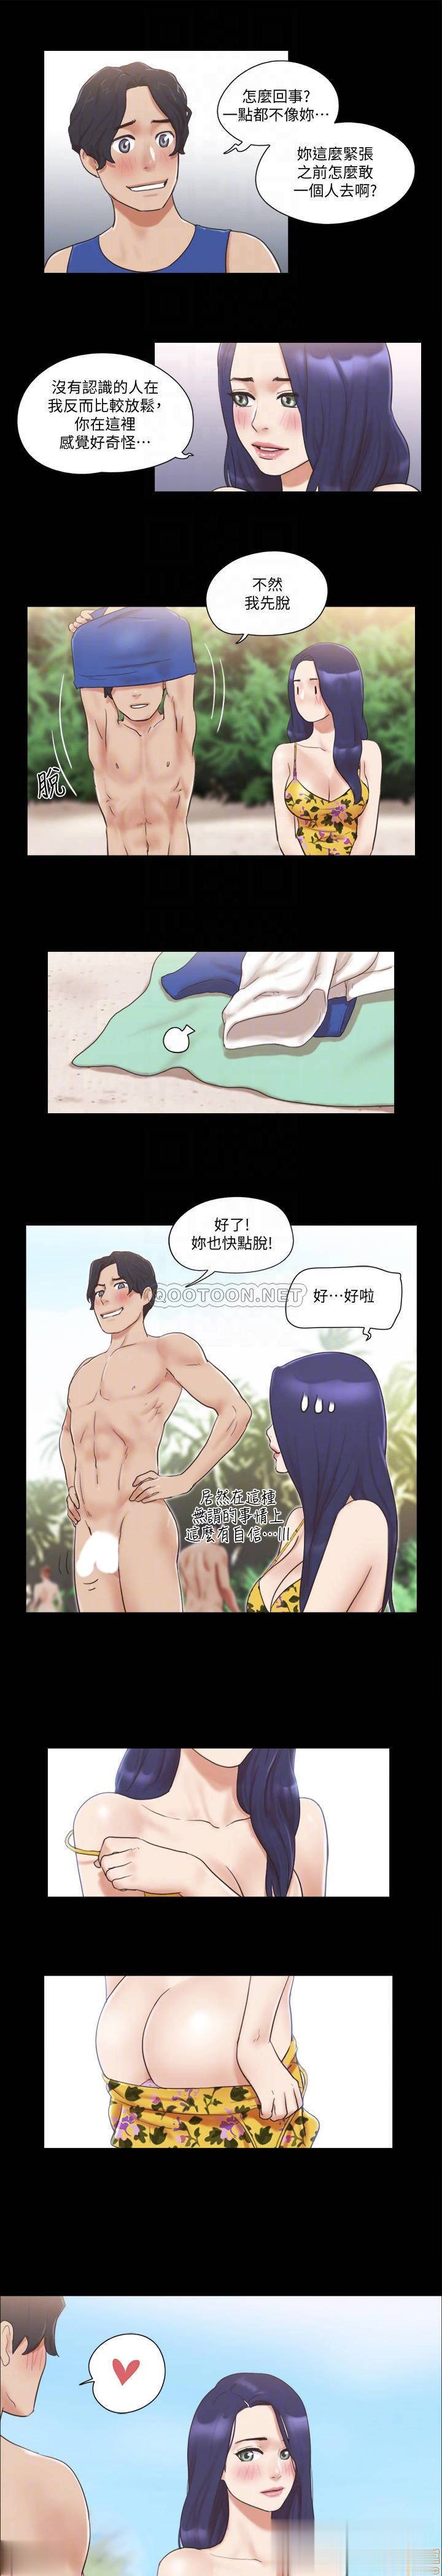 怎麼回事?
一點都不像妳…
妳這麼緊張
之前怎麼敢
一個人去啊?
沒有認識的人在
我反而比較放鬆，
你在這裡
感覺好奇怪…
不然
我先脫
脫
好了!
妳也快點脫!
QOOTOON.NET
好…好啦
居然在這種
無謂的事情上
這麼有自信…!!!